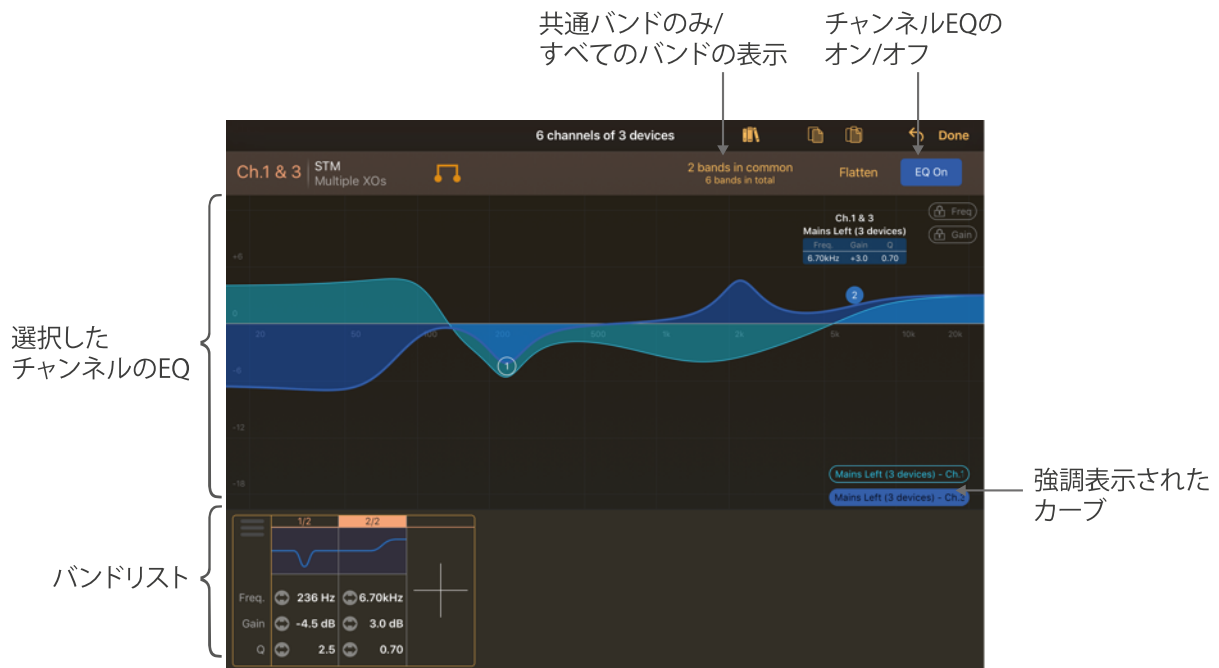 共通バンドのみ/
すべてのバンドの表示
チャンネルEQの
オン/オフ
6 channels of 3 devices
Done
Ch.1 & 3
STM
Multiple XOs
2 bands in common
6 bands in total
Flatten
EQ On
選択した
チャンネルのEQ
Ch.1 & 3
Mains Left (3 devices)
Freq. Gain Q
6.70kHz +3.0 0.70
Freq
Gain
+6
0
-6
-12
-18
20 50 100 200 500 1k 2k 5k 10k 20k
1
2
Mains Left (3 devices) - Ch.1
Mains Left (3 devices) - Ch.
強調表示された
カーブ
バンドリスト
1/2 2/2
Freq. 236 Hz 6.70kHz
Gain -4.5 dB 3.0 dB
Q 2.5 0.70